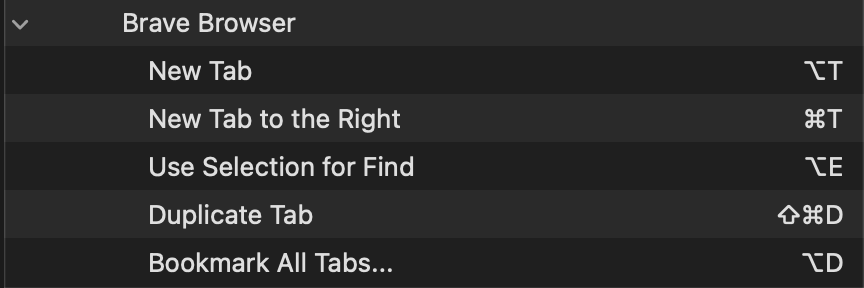 Brave Browser
New Tab ⌥T
New Tab to the Right ⌘T
Use Selection for Find ⌥E
Duplicate Tab ⇧⌘D
Bookmark All Tabs... ⌥D